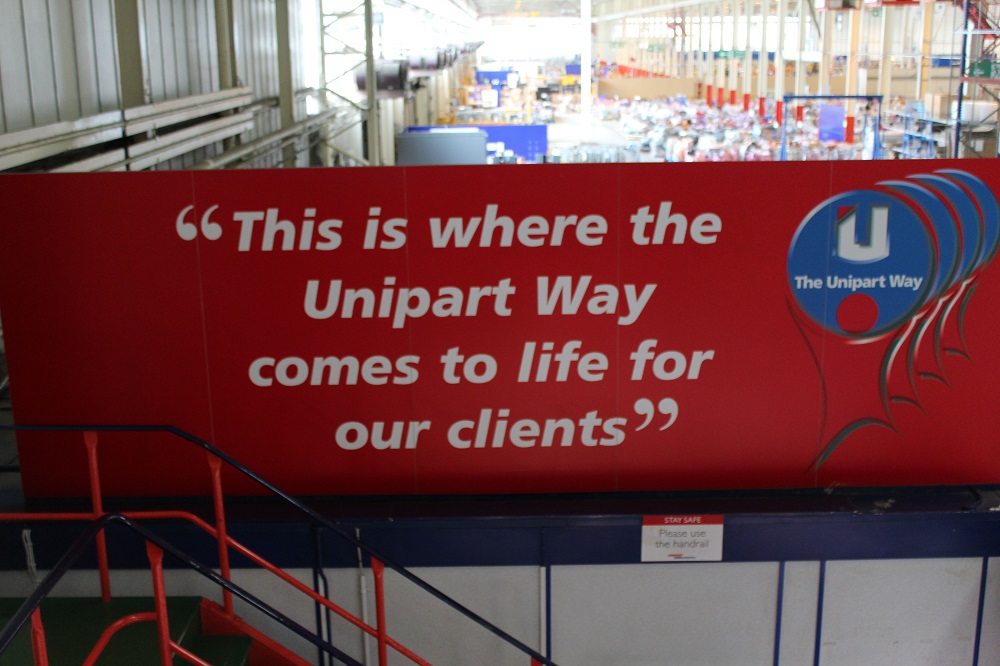 “This is where the
Unipart Way
comes to life for
our clients”
U
The Unipart Way
STAY SAFE
Please use
the handrail